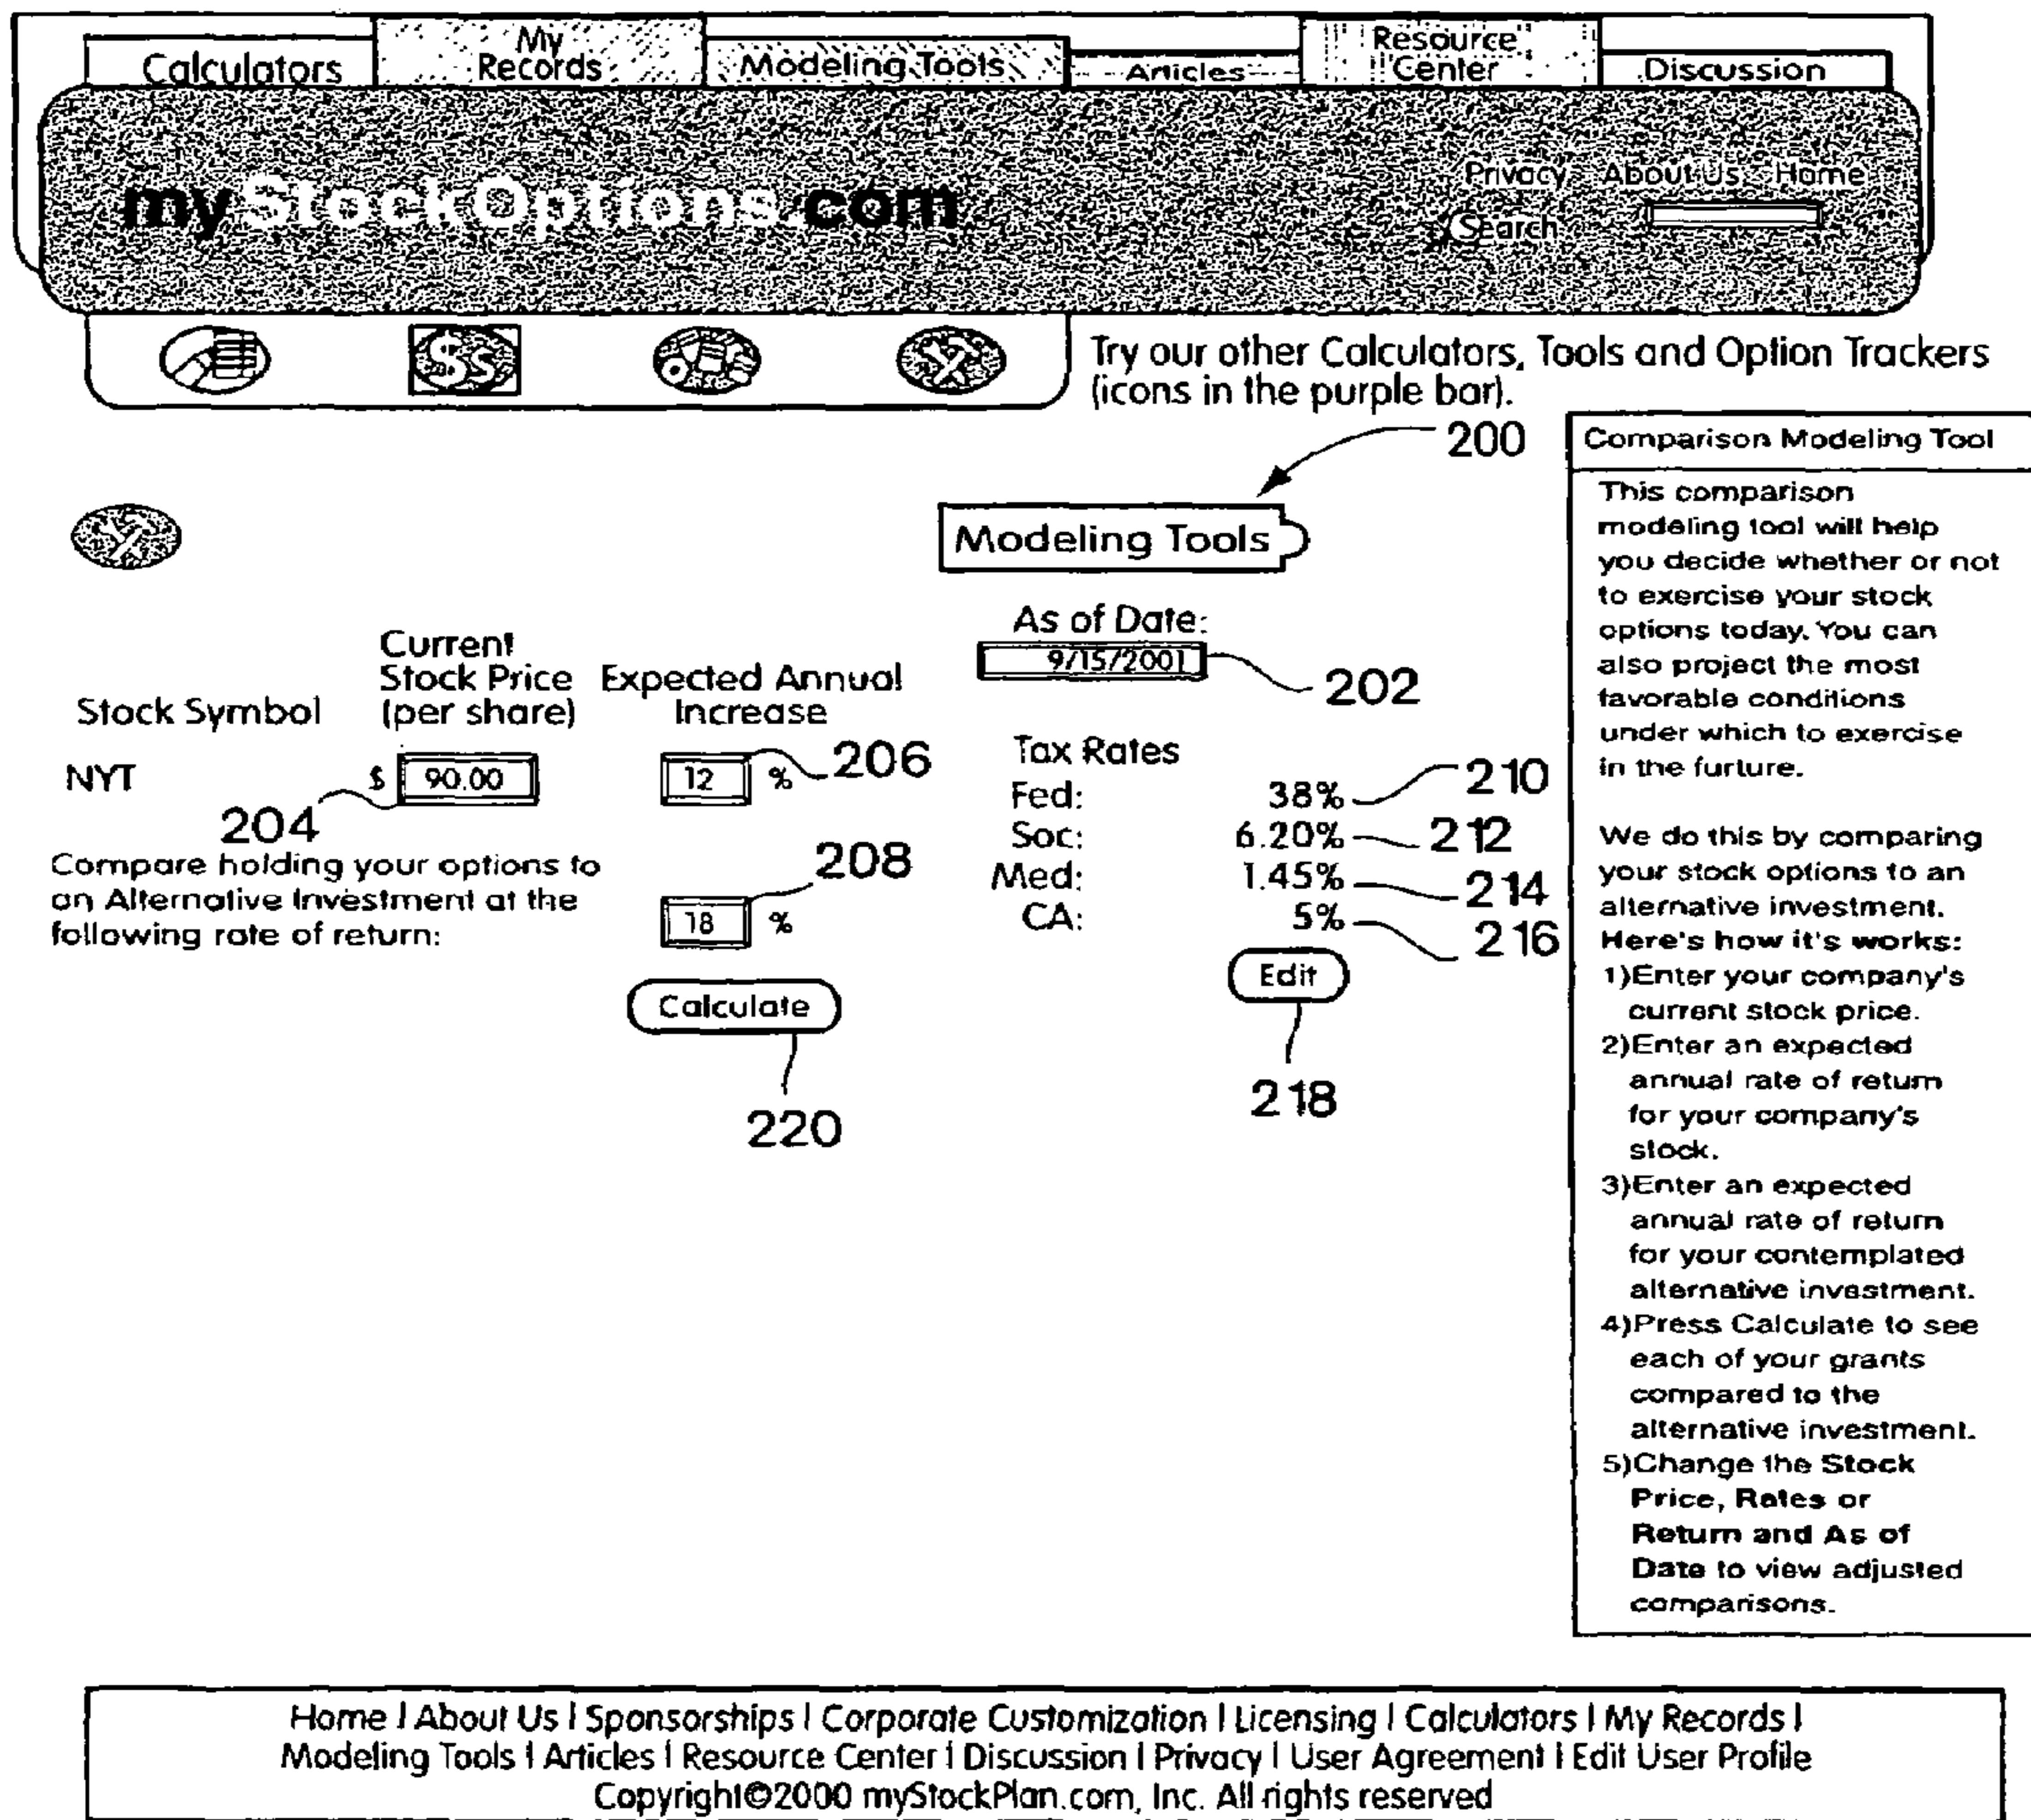 Calculators
My
Records
Modeling Tools
Articles
Resource
Center
Discussion
myStockOptions.com
Privacy About Us Home
Search
Try our other Calculators, Tools and Option Trackers
(icons in the purple bar).
200
Modeling Tools
As of Date:
9/15/2001
202
Stock Symbol
Current
Stock Price
(per share)
Expected Annual
Increase
NYT
$ 90.00
204
12 %
206
Compare holding your options to
an Alternative Investment at the
following rate of return:
208
18 %
Calculate
220
Tax Rates
Fed: 38% 210
Soc: 6.20% 212
Med: 1.45% 214
CA: 5% 216
Edit
218
Comparison Modeling Tool
This comparison
modeling tool will help
you decide whether or not
to exercise your stock
options today. You can
also project the most
favorable conditions
under which to exercise
in the furture.
We do this by comparing
your stock options to an
alternative investment.
Here's how it's works:
1)Enter your company's
current stock price.
2)Enter an expected
annual rate of return
for your company's
stock.
3)Enter an expected
annual rate of return
for your contemplated
alternative investment.
4)Press Calculate to see
each of your grants
compared to the
alternative investment.
5)Change the Stock
Price, Rates or
Return and As of
Date to view adjusted
comparisons.
Home | About Us | Sponsorships | Corporate Customization | Licensing | Calculators | My Records |
Modeling Tools | Articles | Resource Center | Discussion | Privacy | User Agreement | Edit User Profile
Copyright©2000 myStockPlan.com, Inc. All rights reserved